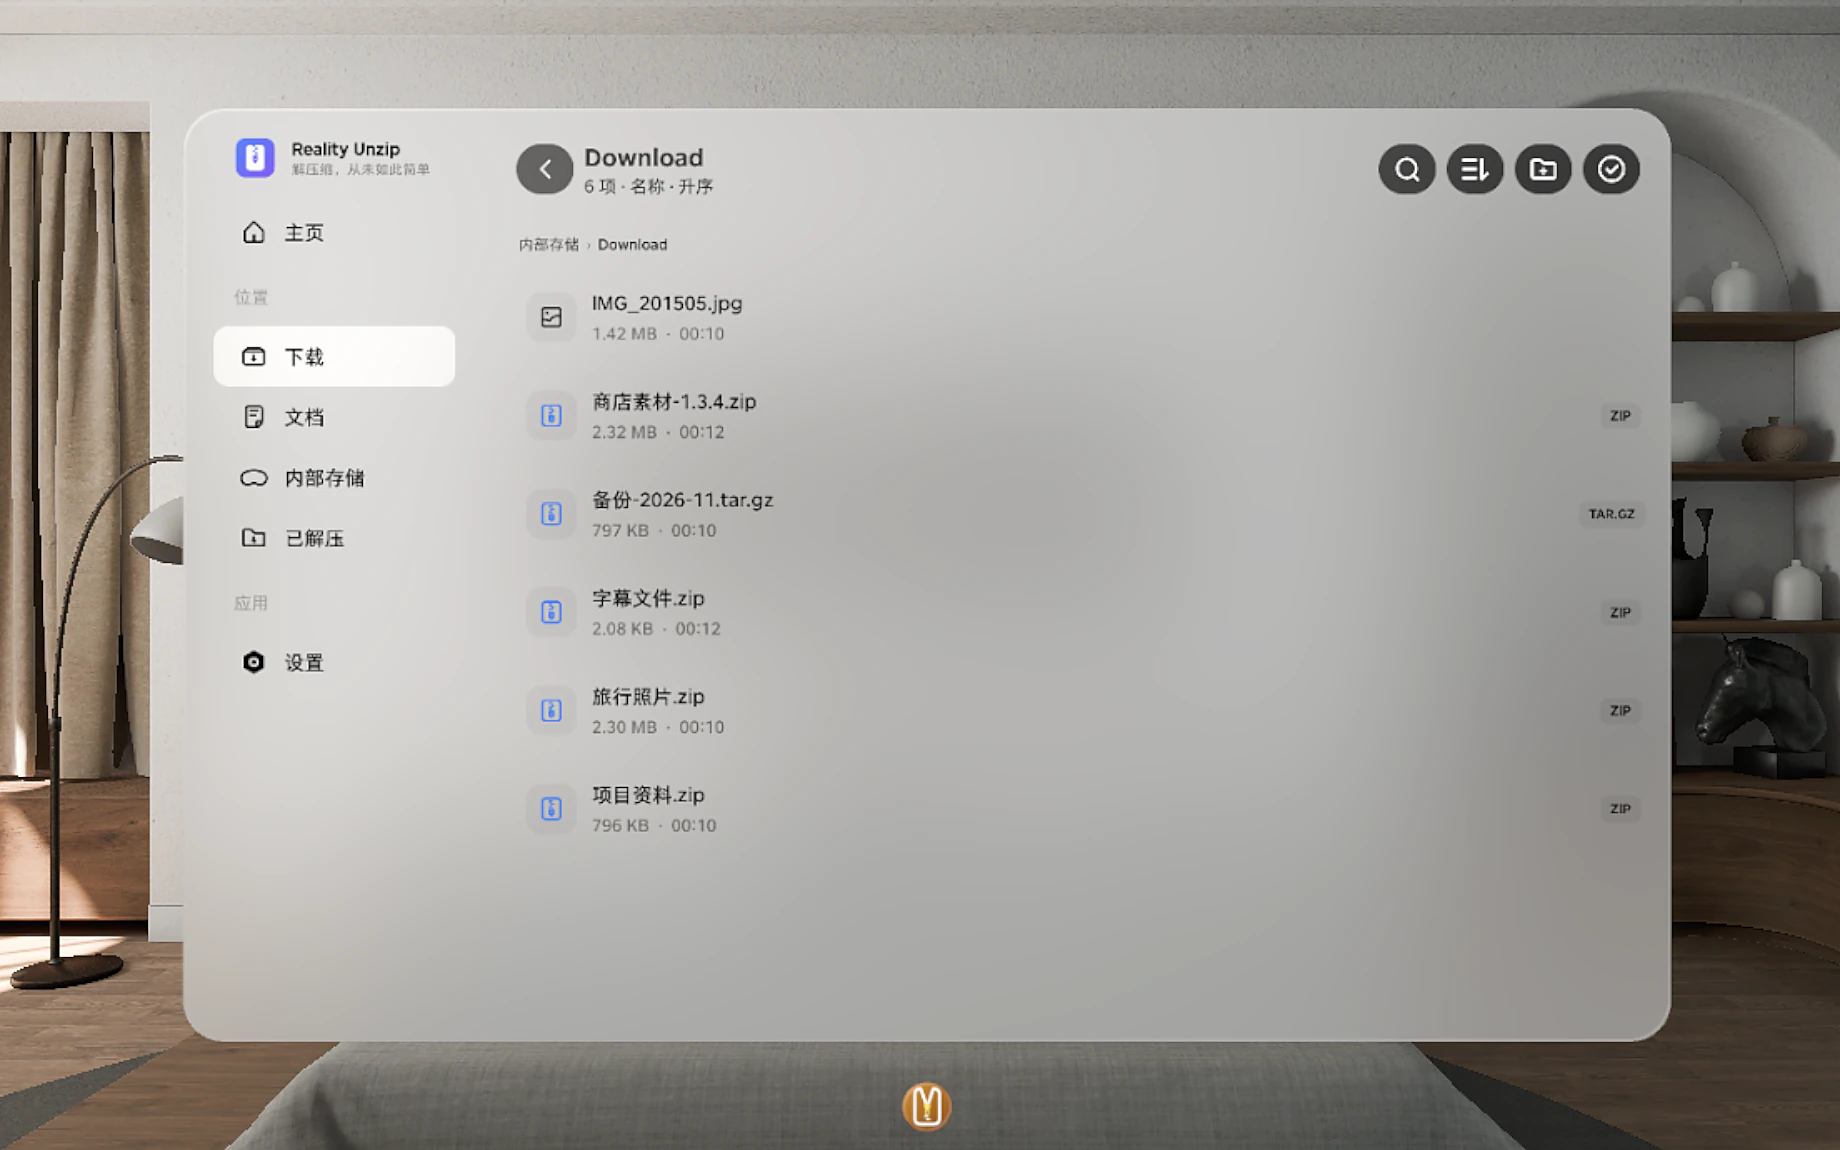 Reality Unzip
解压缩，从未如此简单
主页
位置
下载
文档
内部存储
已解压
应用
设置
Download
6 项 · 名称 · 升序
内部存储 › Download
IMG_201505.jpg
1.42 MB · 00:10
商店素材-1.3.4.zip
2.32 MB · 00:12
ZIP
备份-2026-11.tar.gz
797 KB · 00:10
TAR.GZ
字幕文件.zip
2.08 KB · 00:12
ZIP
旅行照片.zip
2.30 MB · 00:10
ZIP
项目资料.zip
796 KB · 00:10
ZIP